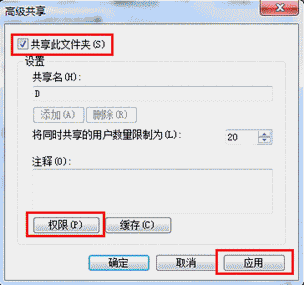 高级共享
共享此文件夹(S)
设置
共享名(H):
D
添加(A) 删除(R)
将同时共享的用户数量限制为(L): 20
注释(O):
权限(P) 缓存(C)
确定 取消 应用